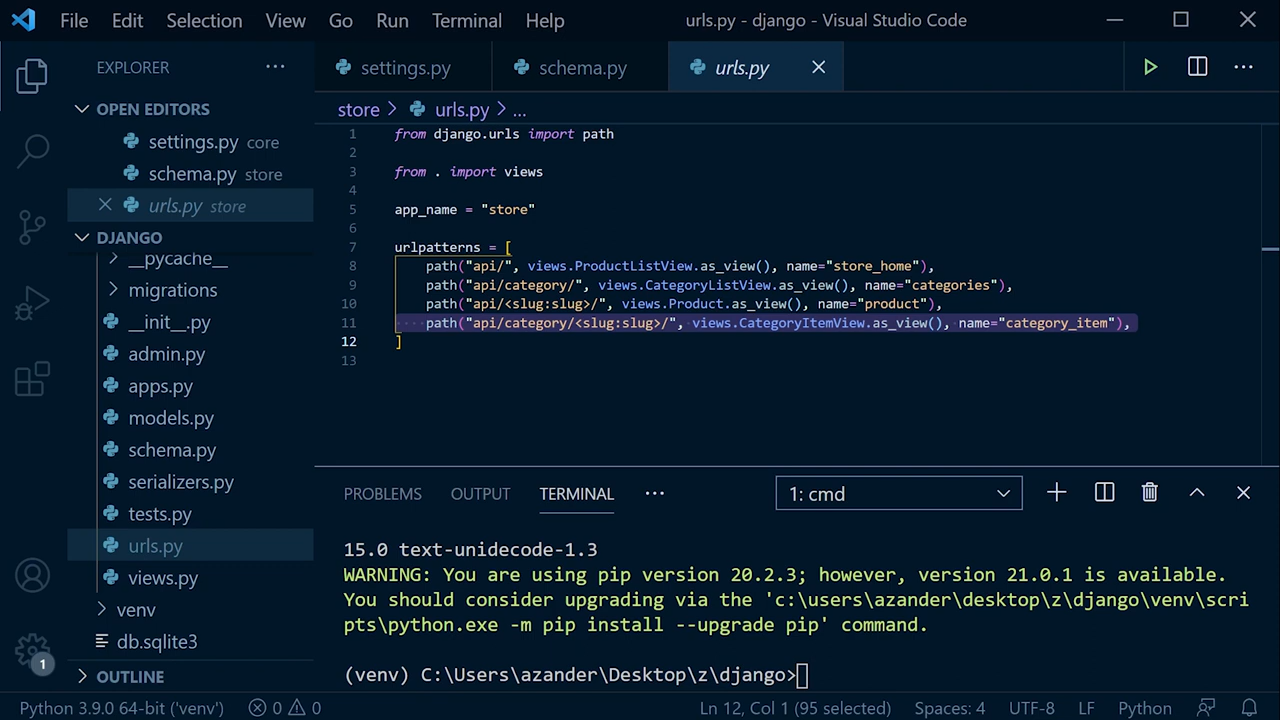 File Edit Selection View Go Run Terminal Help urls.py - django - Visual Studio Code
EXPLORER
OPEN EDITORS
settings.py core
schema.py store
urls.py store
DJANGO
__pycache__
migrations
__init__.py
admin.py
apps.py
models.py
schema.py
serializers.py
tests.py
urls.py
views.py
venv
db.sqlite3
OUTLINE
settings.py schema.py urls.py
store > urls.py > ...
1 from django.urls import path
2
3 from . import views
4
5 app_name = "store"
6
7 urlpatterns = [
8 path("api/", views.ProductListView.as_view(), name="store_home"),
9 path("api/category/", views.CategoryListView.as_view(), name="categories"),
10 path("api/<slug:slug>/", views.Product.as_view(), name="product"),
11 path("api/category/<slug:slug>/", views.CategoryItemView.as_view(), name="category_item"),
12 ]
13
PROBLEMS OUTPUT TERMINAL ... 1: cmd
15.0 text-unidecode-1.3
WARNING: You are using pip version 20.2.3; however, version 21.0.1 is available.
You should consider upgrading via the 'c:\users\azander\desktop\z\django\venv\scri
pts\python.exe -m pip install --upgrade pip' command.
(venv) C:\Users\azander\Desktop\z\django>
1
Python 3.9.0 64-bit ('venv') 0 0 Ln 12, Col 1 (95 selected) Spaces: 4 UTF-8 LF Python